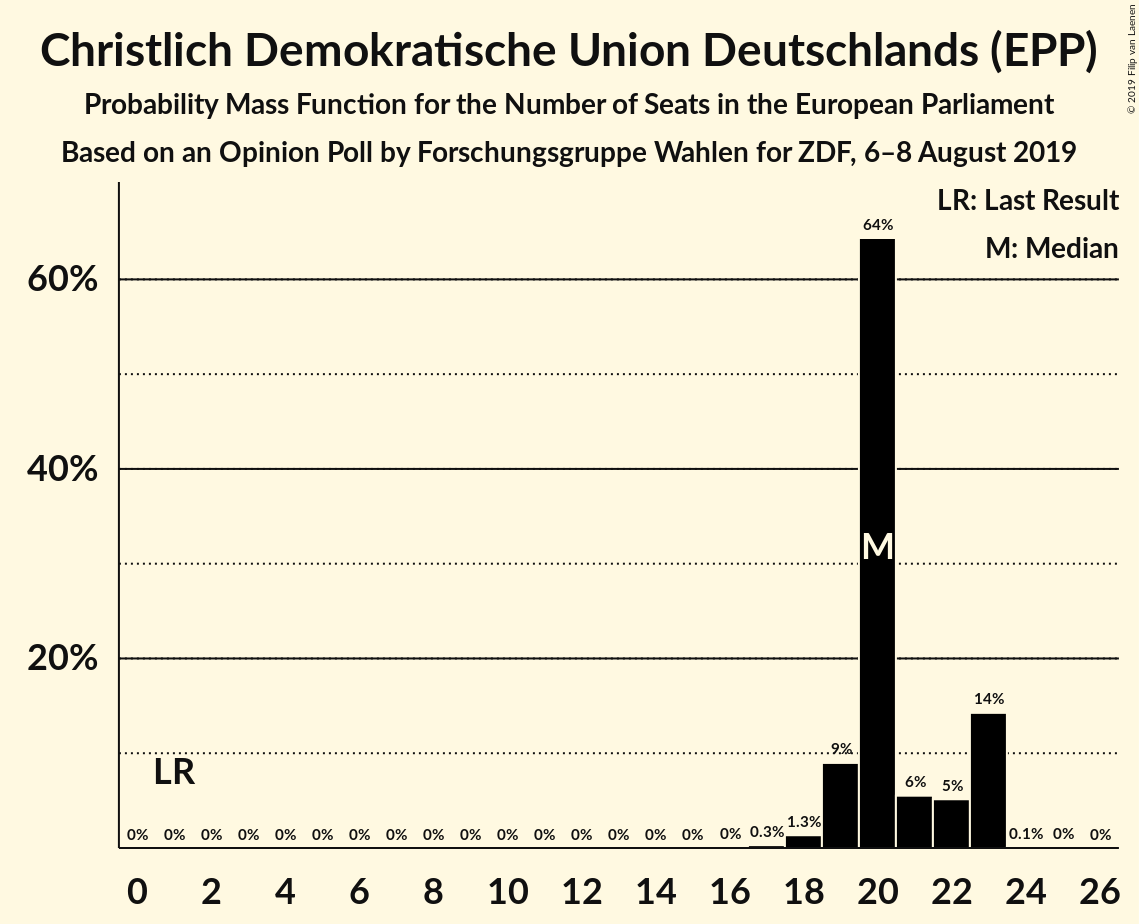 Christlich Demokratische Union Deutschlands (EPP)
Probability Mass Function for the Number of Seats in the European Parliament
Based on an Opinion Poll by Forschungsgruppe Wahlen for ZDF, 6–8 August 2019
© 2019 Filip van Laenen
LR: Last Result
M: Median
64%
60%
40%
M
20%
14%
9%
LR
6%
5%
0% 0% 0% 0% 0% 0% 0% 0% 0% 0% 0% 0% 0% 0% 0% 0% 0% 0.3% 1.3% 0.1% 0% 0%
0 2 4 6 8 10 12 14 16 18 20 22 24 26